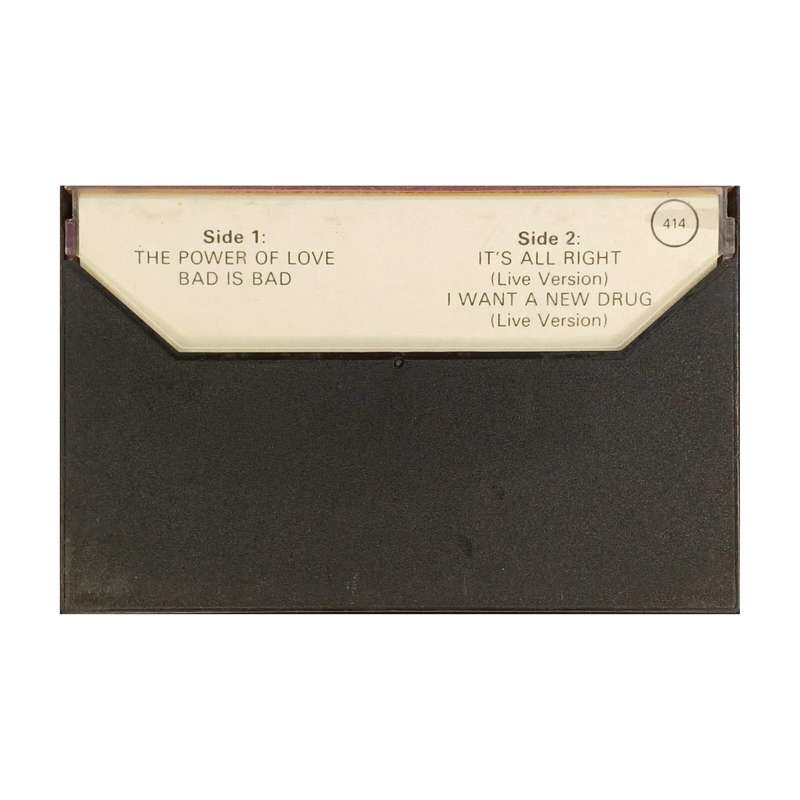 Side 1:
THE POWER OF LOVE
BAD IS BAD
Side 2:
IT'S ALL RIGHT
(Live Version)
I WANT A NEW DRUG
(Live Version)
414